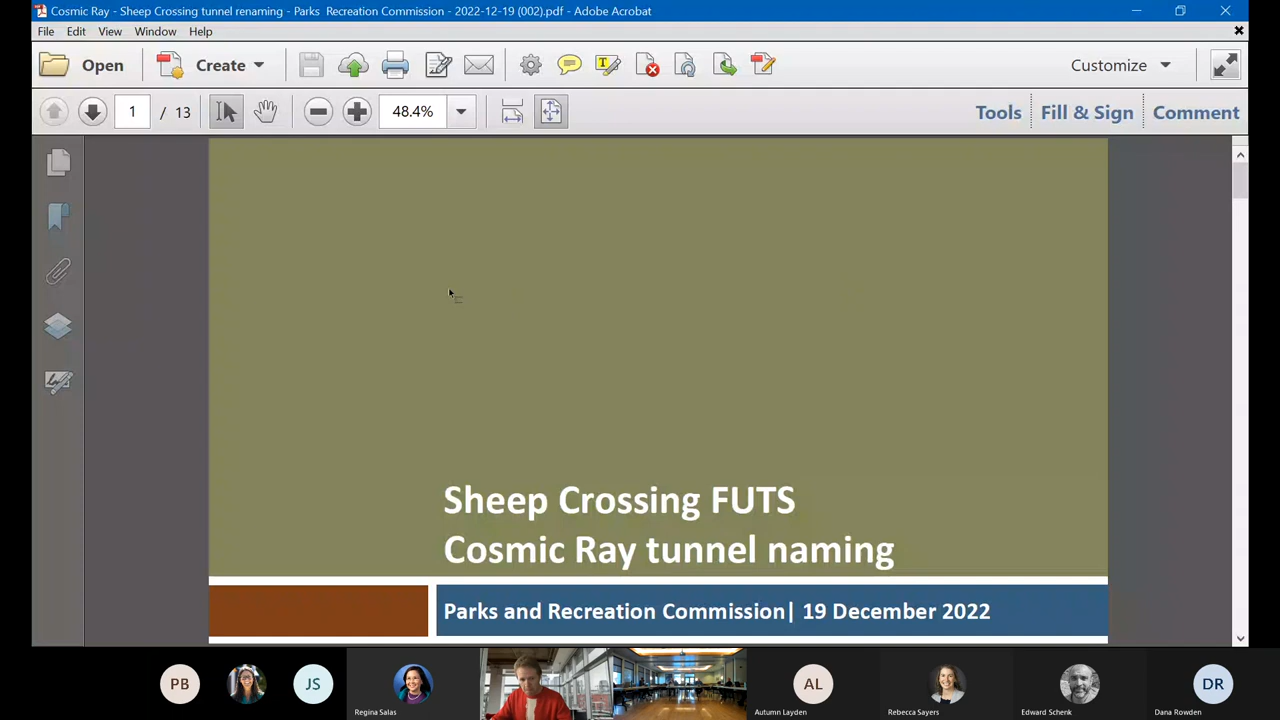 Cosmic Ray - Sheep Crossing tunnel renaming - Parks  Recreation Commission - 2022-12-19 (002).pdf - Adobe Acrobat
File Edit View Window Help
Open Create Customize
1 / 13 48.4% Tools Fill & Sign Comment
Sheep Crossing FUTS
Cosmic Ray tunnel naming
Parks and Recreation Commission| 19 December 2022
PB JS AL DR
Regina Salas Autumn Layden Rebecca Sayers Edward Schenk Dana Rowden